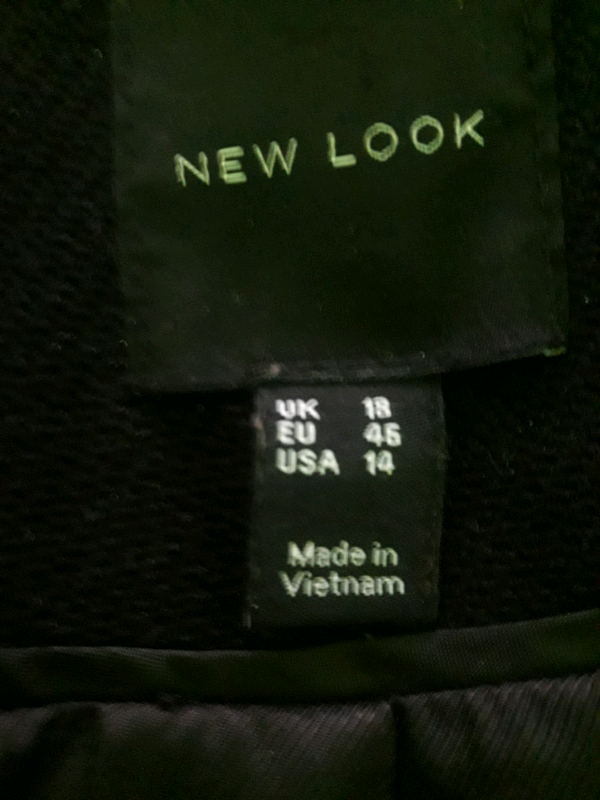 NEW LOOK
UK 18
EU 46
USA 14
Made in
Vietnam